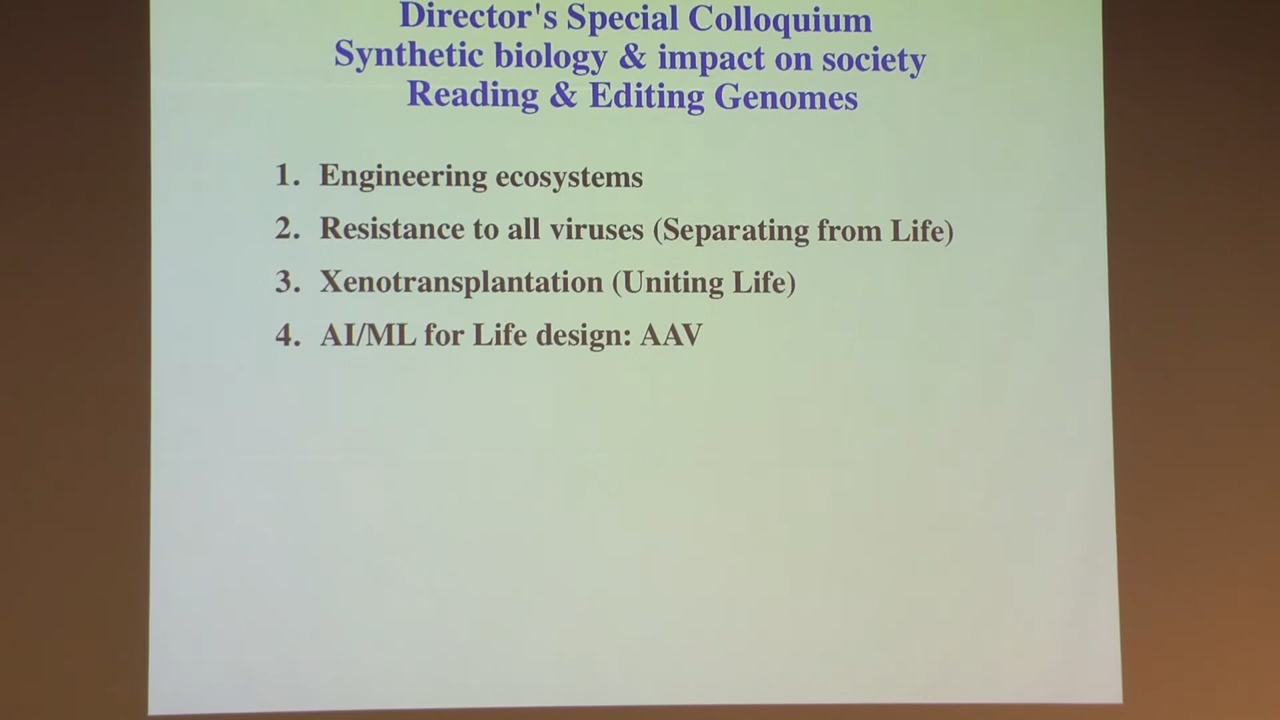 Director's Special Colloquium
Synthetic biology & impact on society
Reading & Editing Genomes
1. Engineering ecosystems
2. Resistance to all viruses (Separating from Life)
3. Xenotransplantation (Uniting Life)
4. AI/ML for Life design: AAV